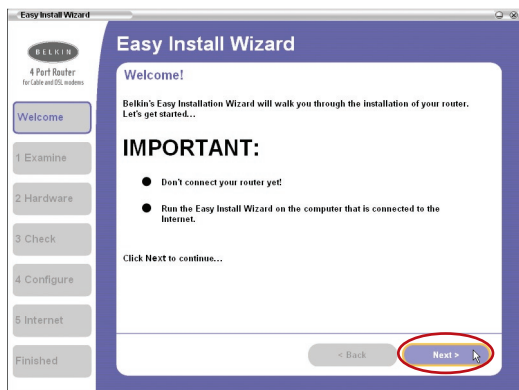 Easy Install Wizard
BELKIN
4 Port Router
for Cable and DSL modems
Welcome
1 Examine
2 Hardware
3 Check
4 Configure
5 Internet
Finished
Easy Install Wizard
Welcome!
Belkin's Easy Installation Wizard will walk you through the installation of your router.
Let's get started...
IMPORTANT:
Don't connect your router yet!
Run the Easy Install Wizard on the computer that is connected to the
Internet.
Click Next to continue...
< Back
Next >